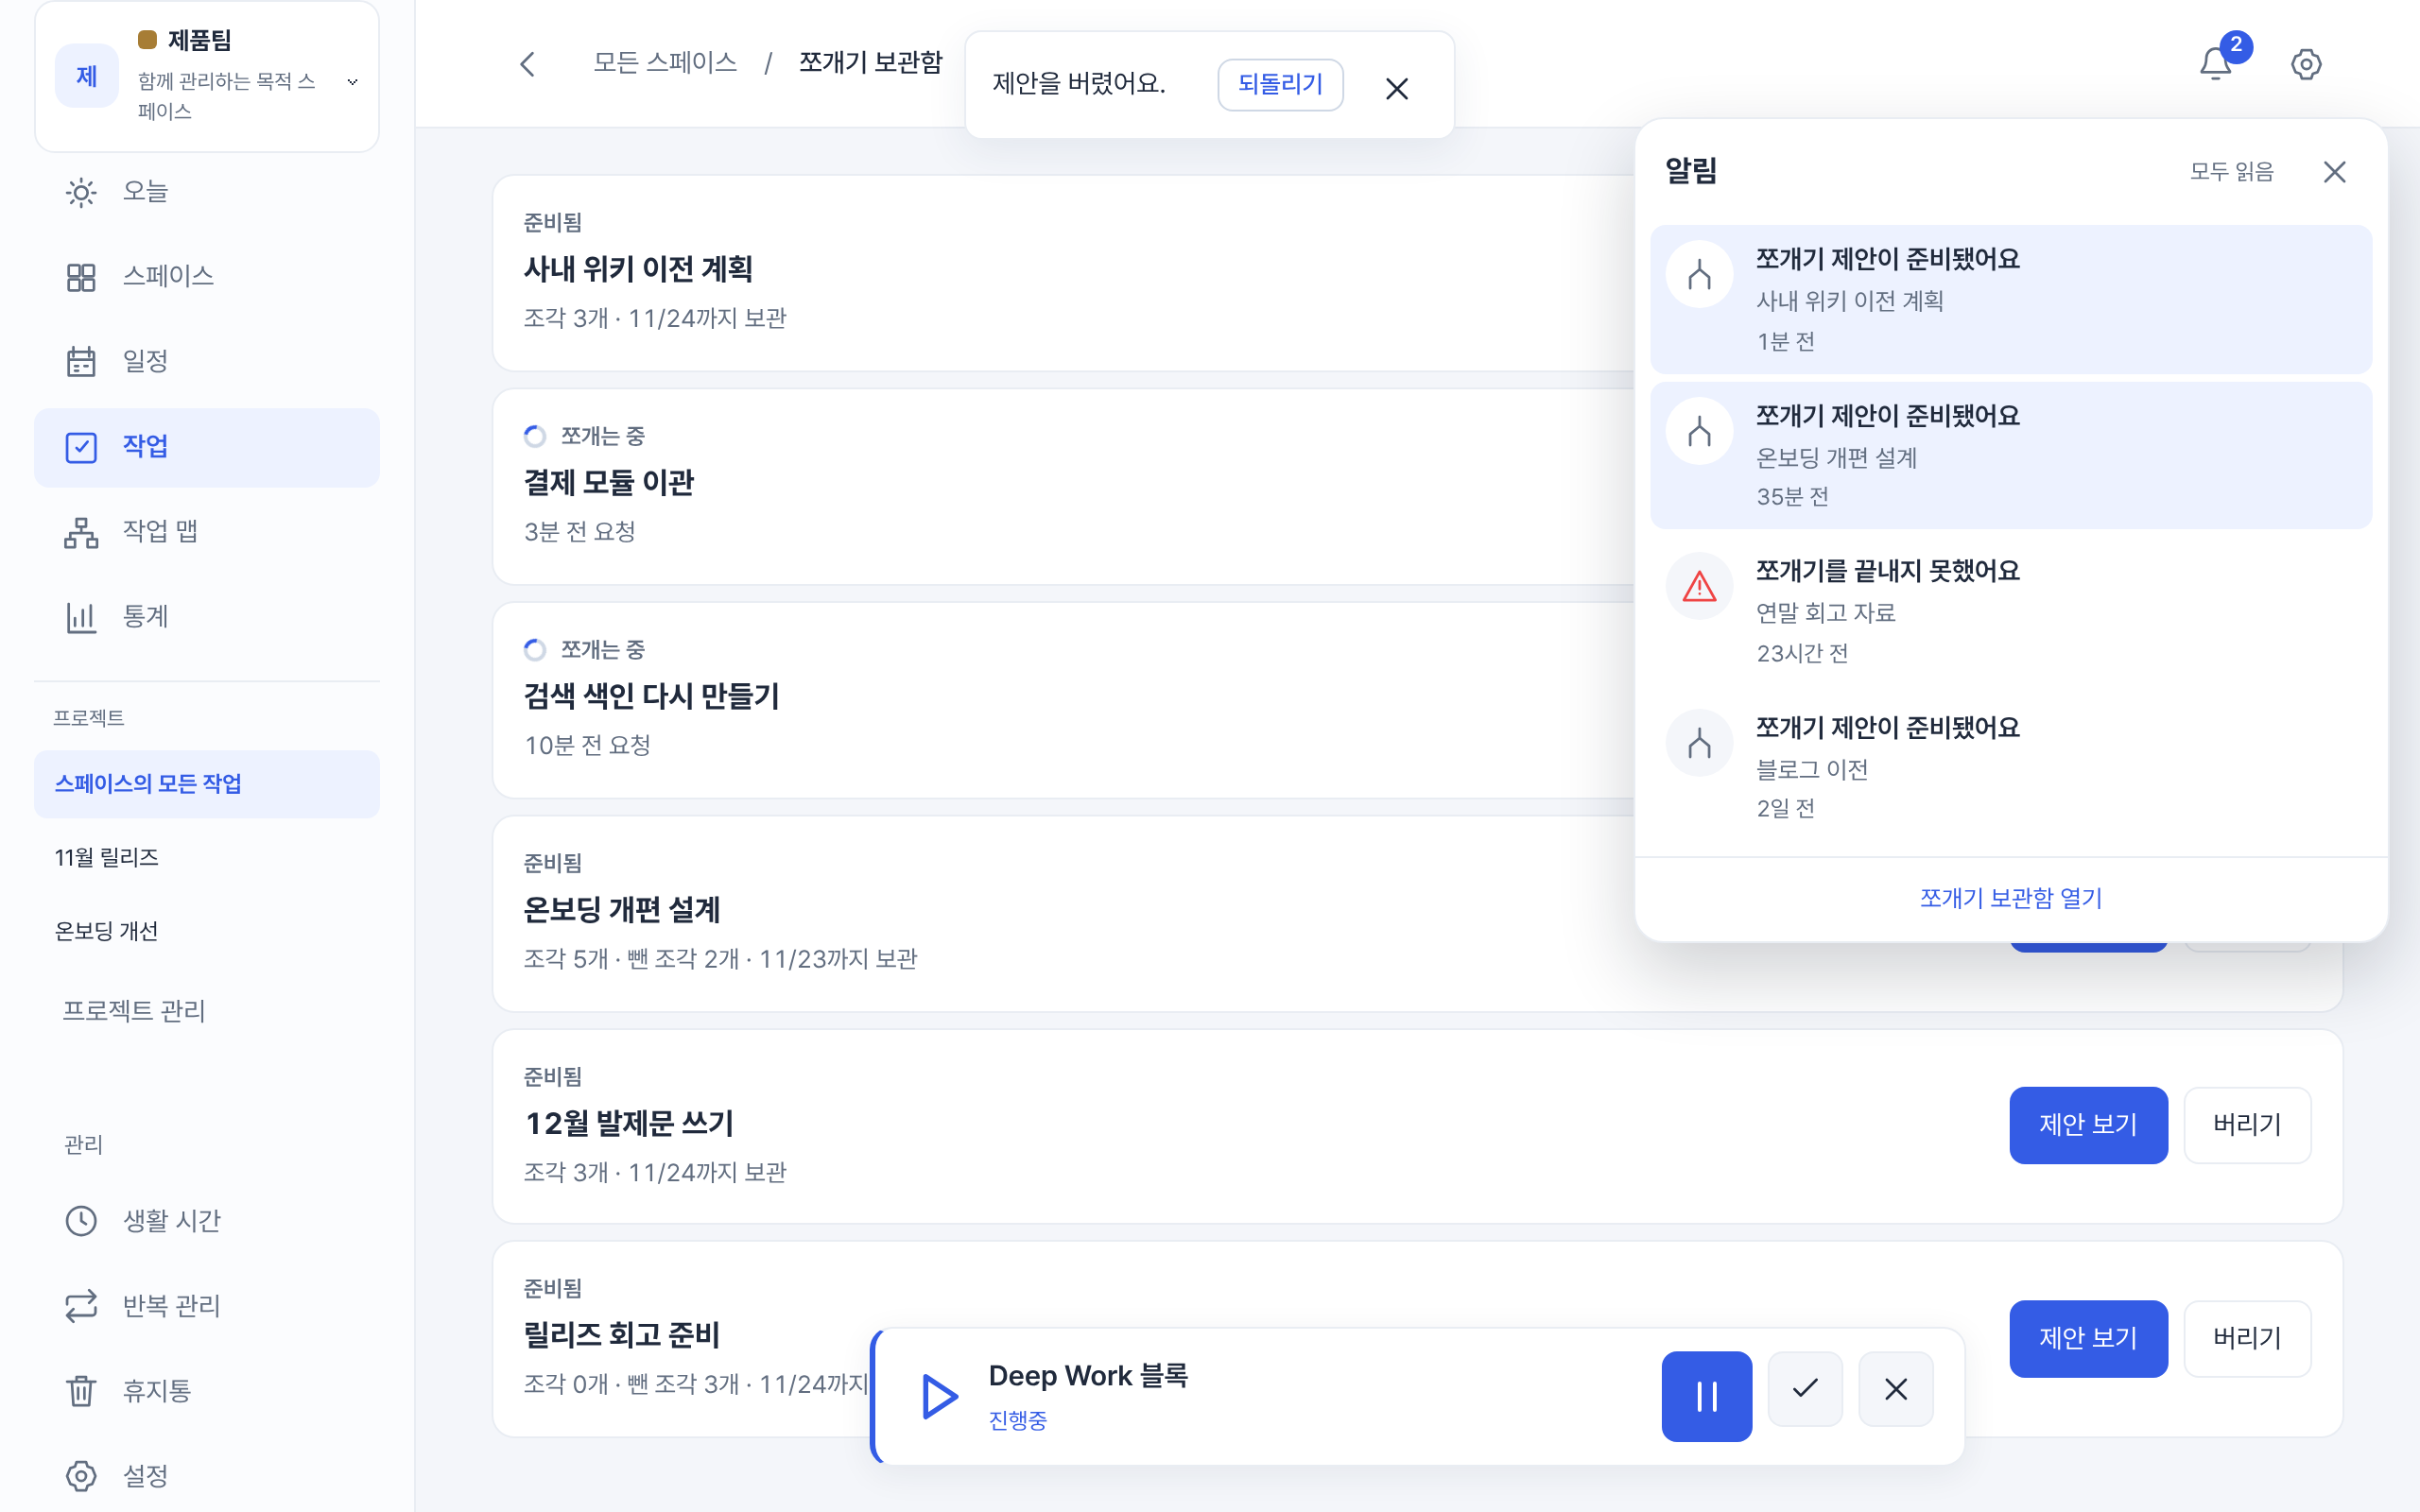 제
제품팀
함께 관리하는 목적 스
페이스
오늘
스페이스
일정
작업
작업 맵
통계
프로젝트
스페이스의 모든 작업
11월 릴리즈
온보딩 개선
프로젝트 관리
관리
생활 시간
반복 관리
휴지통
설정
모든 스페이스 / 쪼개기 보관함
제안을 버렸어요. 되돌리기
2
준비됨
사내 위키 이전 계획
조각 3개 · 11/24까지 보관
쪼개는 중
결제 모듈 이관
3분 전 요청
쪼개는 중
검색 색인 다시 만들기
10분 전 요청
준비됨
온보딩 개편 설계
조각 5개 · 뺀 조각 2개 · 11/23까지 보관
준비됨
12월 발제문 쓰기
조각 3개 · 11/24까지 보관
제안 보기 버리기
준비됨
릴리즈 회고 준비
조각 0개 · 뺀 조각 3개 · 11/24까지
제안 보기 버리기
알림 모두 읽음
쪼개기 제안이 준비됐어요
사내 위키 이전 계획
1분 전
쪼개기 제안이 준비됐어요
온보딩 개편 설계
35분 전
쪼개기를 끝내지 못했어요
연말 회고 자료
23시간 전
쪼개기 제안이 준비됐어요
블로그 이전
2일 전
쪼개기 보관함 열기
Deep Work 블록
진행중